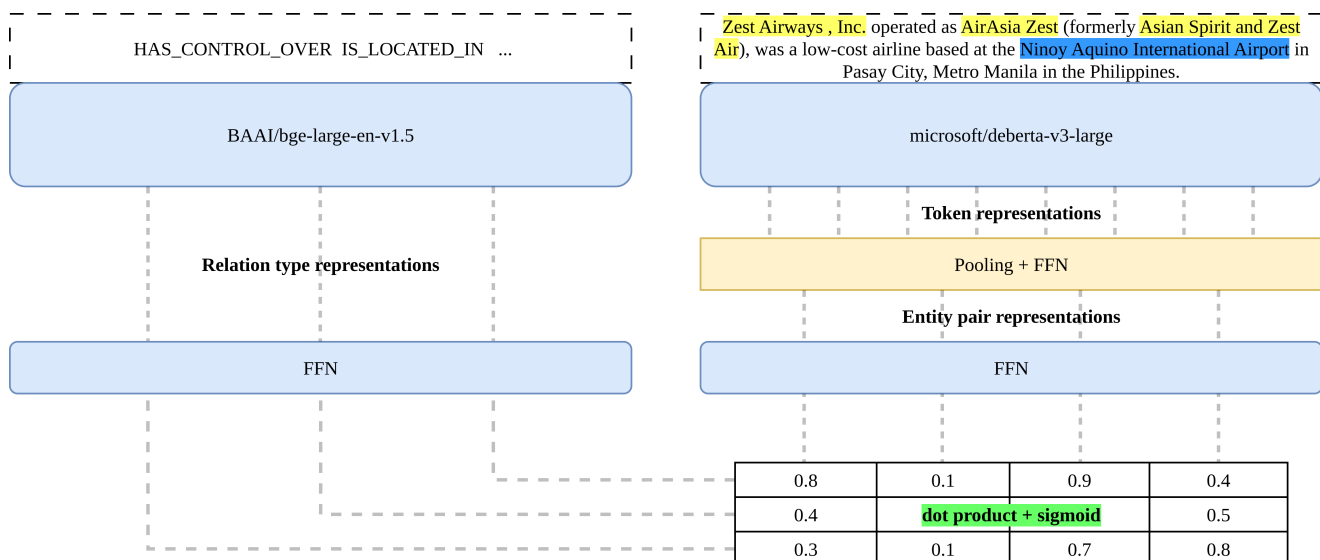 HAS_CONTROL_OVER IS_LOCATED_IN ...
Zest Airways , Inc. operated as AirAsia Zest (formerly Asian Spirit and Zest
Air), was a low-cost airline based at the Ninoy Aquino International Airport in
Pasay City, Metro Manila in the Philippines.
BAAI/bge-large-en-v1.5
microsoft/deberta-v3-large
Token representations
Relation type representations
Pooling + FFN
Entity pair representations
FFN
FFN
0.8 0.1 0.9 0.4
0.4 dot product + sigmoid 0.5
0.3 0.1 0.7 0.8